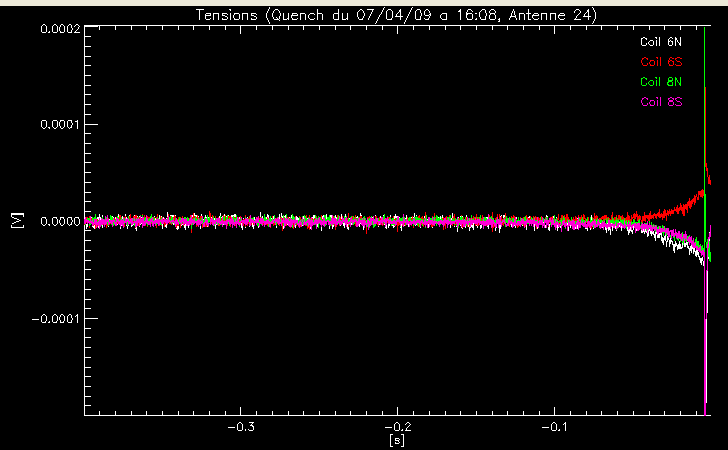 Tensions (Quench du 07/04/09 a 16:08, Antenne 24)
0.0002
Coil 6N
Coil 6S
Coil 8N
Coil 8S
0.0001
[V]
0.0000
-0.0001
-0.3
-0.2
-0.1
[s]